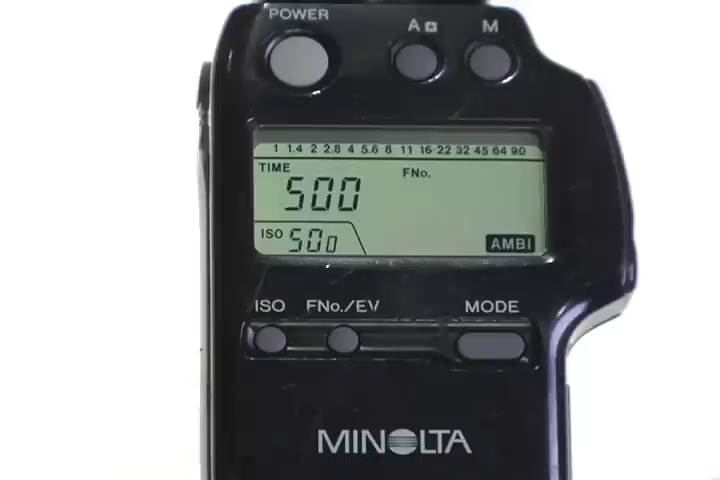 POWER A M
1 1.4 2 2.8 4 5.6 8 11 16 22 32 45 64 90
TIME 500 FNo.
ISO 500 AMBI
ISO FNo./EV MODE
MINOLTA